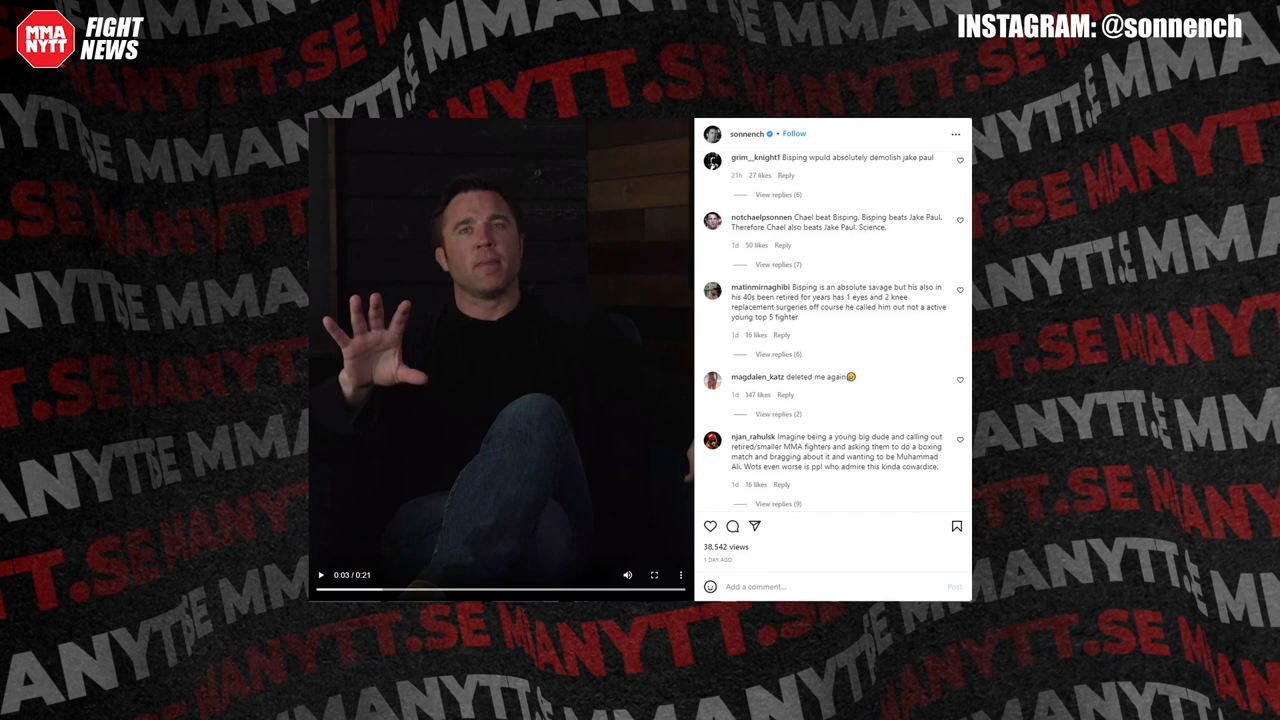 MMA
NYTT
FIGHT
NEWS
INSTAGRAM: @sonnench
sonnench • Follow
grim__knight1 Bisping wpuld absolutely demolish jake paul
21h 27 likes Reply
View replies (6)
notchaelpsonnen Chael beat Bisping. Bisping beats Jake Paul.
Therefore Chael also beats Jake Paul. Science.
1d 50 likes Reply
View replies (7)
matinmirnaghibi Bisping is an absolute savage but his also in
his 40s been retired for years has 1 eyes and 2 knee
replacement surgeries off course he called him out not a active
young top 5 fighter
1d 16 likes Reply
View replies (6)
magdalen_katz deleted me again🥹
1d 147 likes Reply
View replies (2)
njan_rahulsk Imagine being a young big dude and calling out
retired/smaller MMA fighters and asking them to do a boxing
match and bragging about it and wanting to be Muhammad
Ali. Wots even worse is ppl who admire this kinda cowardice.
1d 16 likes Reply
View replies (9)
38,542 views
1 DAY AGO
Add a comment... Post
0:03 / 0:21
MMANYTT.SE